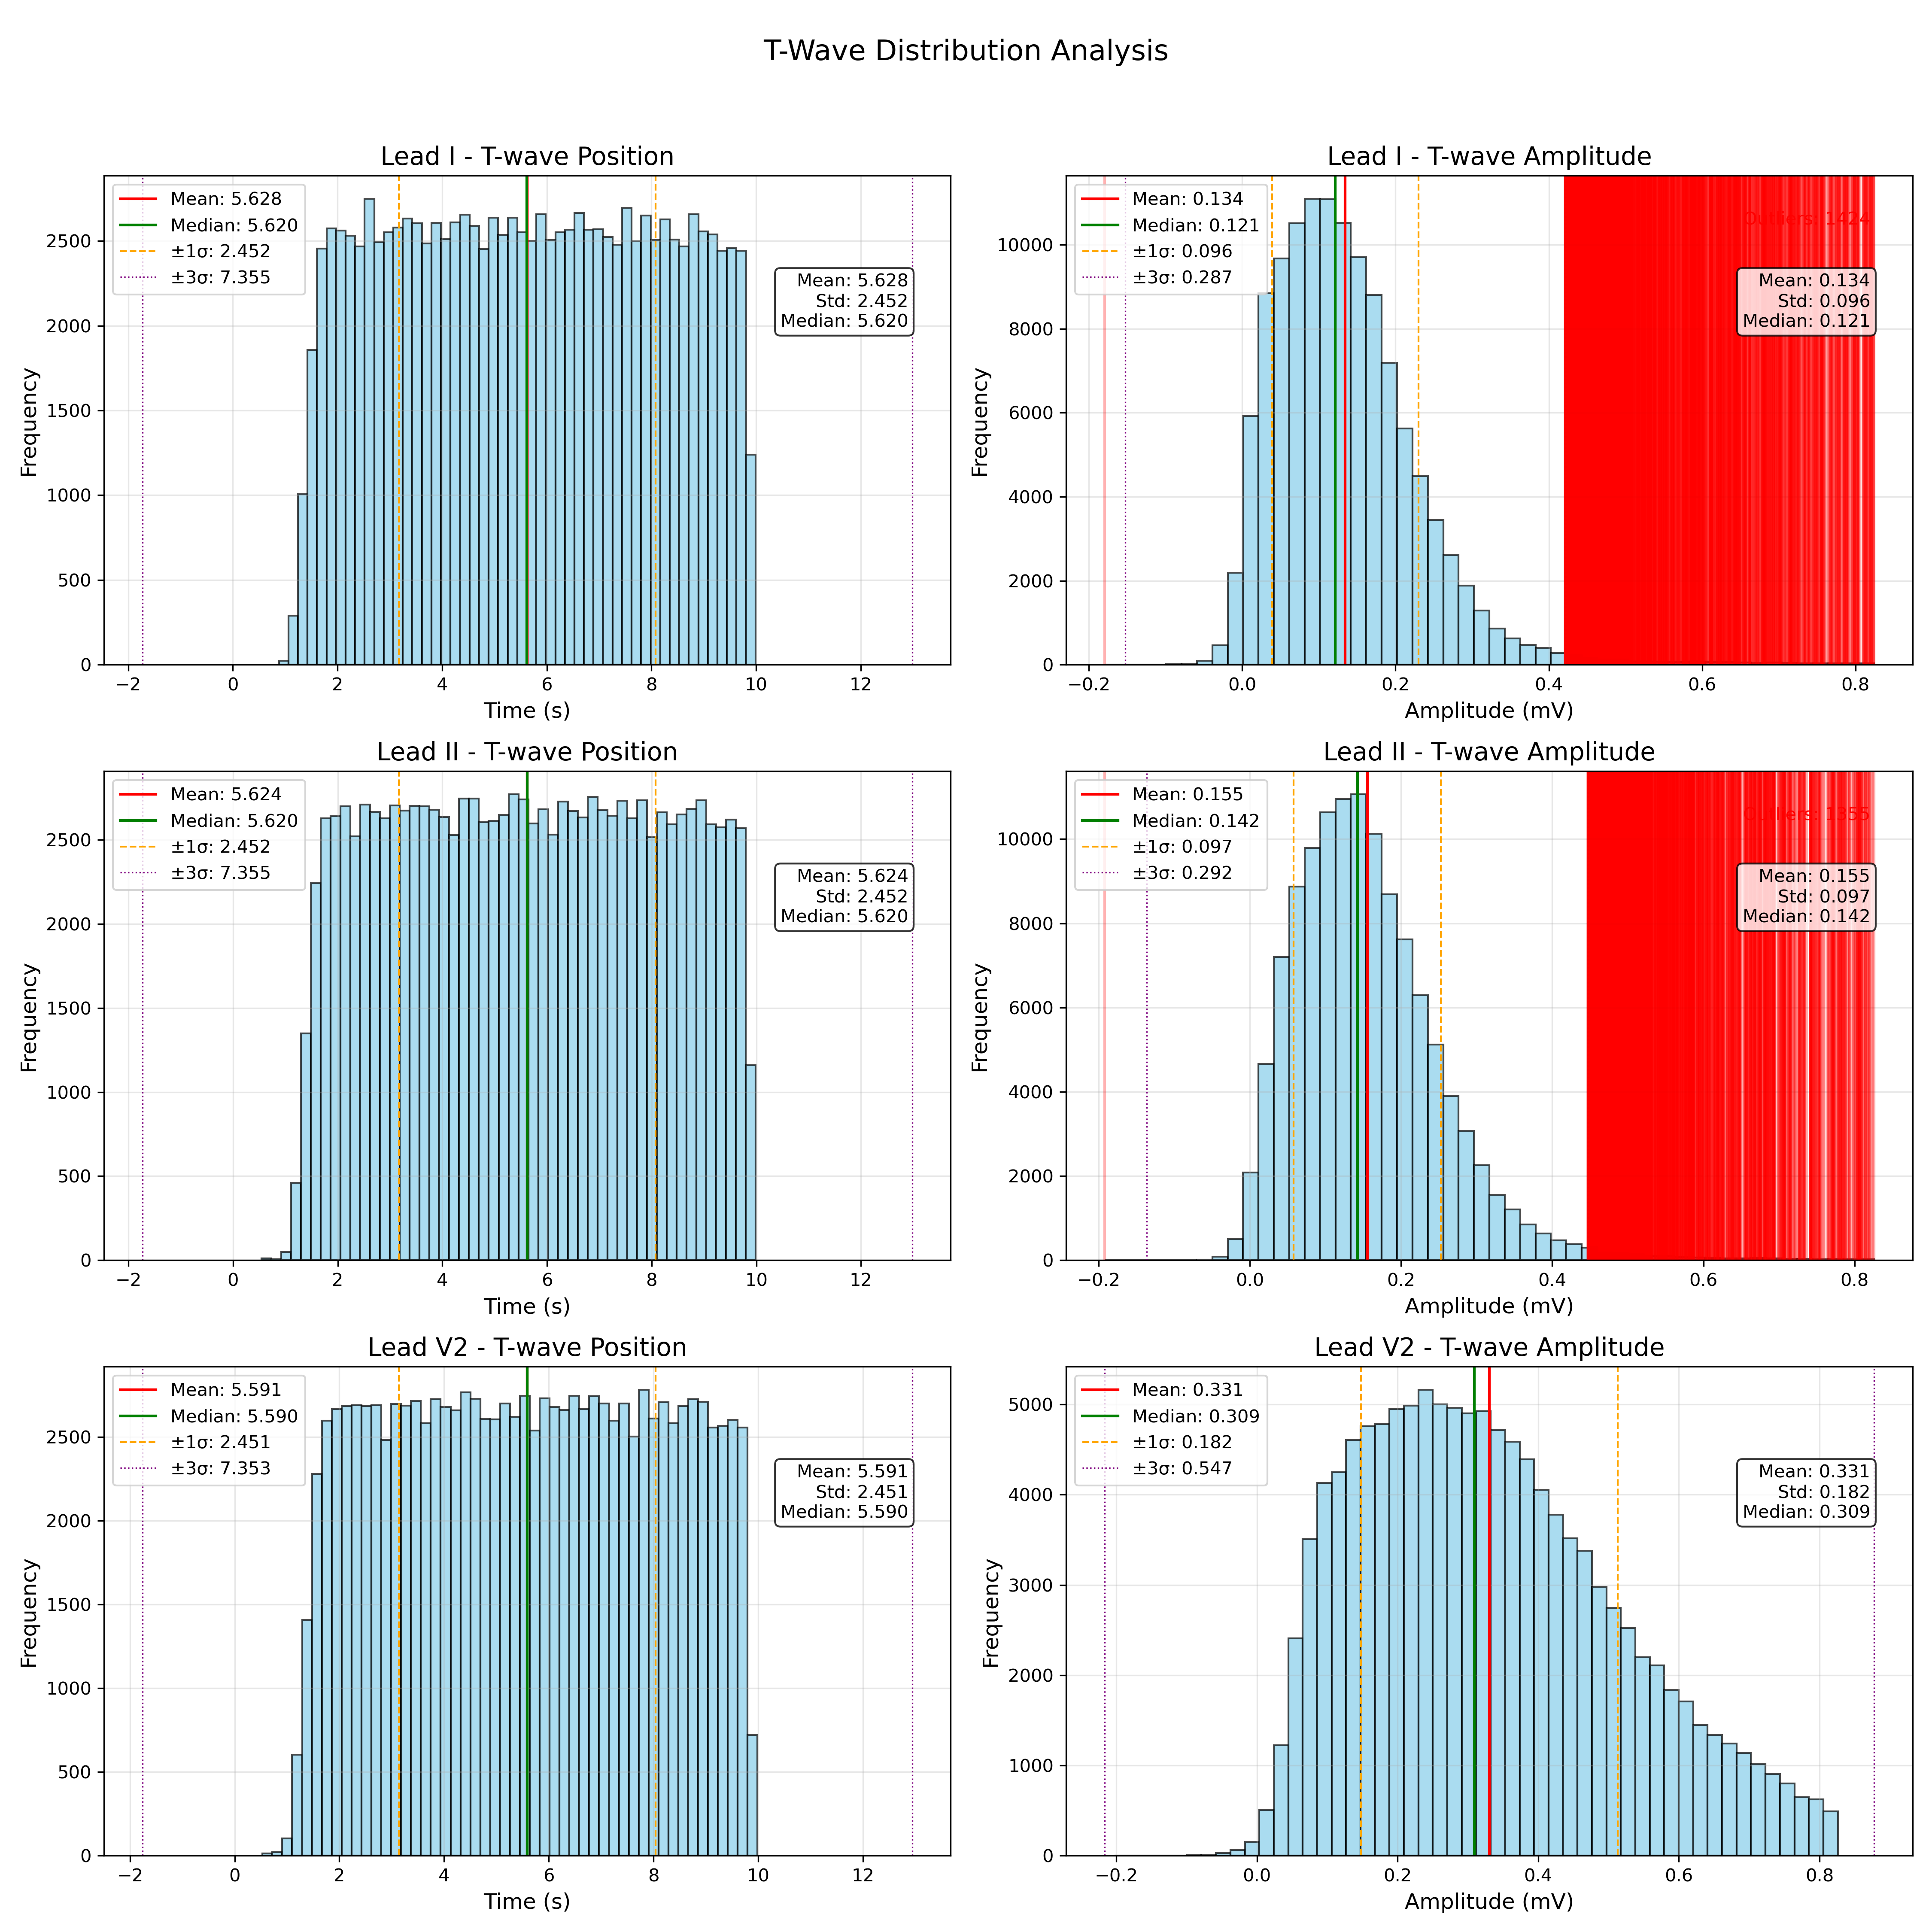 T-Wave Distribution Analysis
Lead I - T-wave Position
Mean: 5.628
Median: 5.620
±1σ: 2.452
±3σ: 7.355
Mean: 5.628
Std: 2.452
Median: 5.620
Frequency
2500
2000
1500
1000
500
0
−2 0 2 4 6 8 10 12
Time (s)
Lead I - T-wave Amplitude
Mean: 0.134
Median: 0.121
±1σ: 0.096
±3σ: 0.287
Outliers: 1424
Mean: 0.134
Std: 0.096
Median: 0.121
Frequency
10000
8000
6000
4000
2000
0
−0.2 0.0 0.2 0.4 0.6 0.8
Amplitude (mV)
Lead II - T-wave Position
Mean: 5.624
Median: 5.620
±1σ: 2.452
±3σ: 7.355
Mean: 5.624
Std: 2.452
Median: 5.620
Frequency
2500
2000
1500
1000
500
0
−2 0 2 4 6 8 10 12
Time (s)
Lead II - T-wave Amplitude
Mean: 0.155
Median: 0.142
±1σ: 0.097
±3σ: 0.292
Outliers: 1355
Mean: 0.155
Std: 0.097
Median: 0.142
Frequency
10000
8000
6000
4000
2000
0
−0.2 0.0 0.2 0.4 0.6 0.8
Amplitude (mV)
Lead V2 - T-wave Position
Mean: 5.591
Median: 5.590
±1σ: 2.451
±3σ: 7.353
Mean: 5.591
Std: 2.451
Median: 5.590
Frequency
2500
2000
1500
1000
500
0
−2 0 2 4 6 8 10 12
Time (s)
Lead V2 - T-wave Amplitude
Mean: 0.331
Median: 0.309
±1σ: 0.182
±3σ: 0.547
Mean: 0.331
Std: 0.182
Median: 0.309
Frequency
5000
4000
3000
2000
1000
0
−0.2 0.0 0.2 0.4 0.6 0.8
Amplitude (mV)